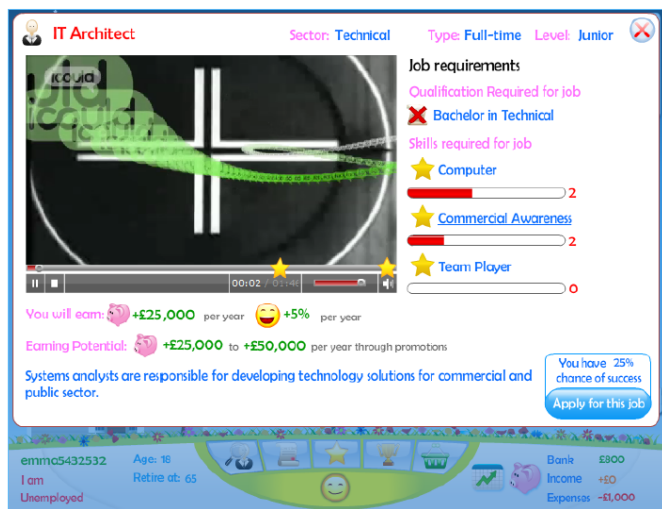 IT Architect
Sector: Technical
Type: Full-time
Level: Junior
icould
Job requirements
Qualification Required for job
Bachelor in Technical
Skills required for job
Computer
2
Commercial Awareness
2
Team Player
0
00:02
You will earn: +£25,000 per year +5% per year
Earning Potential: +£25,000 to +£50,000 per year through promotions
Systems analysts are responsible for developing technology solutions for commercial and
public sector.
You have 25%
chance of success
Apply for this job
emma5432532
Age: 18
I am
Retire at: 65
Unemployed
Bank £800
Income +£0
Expenses -£1,000